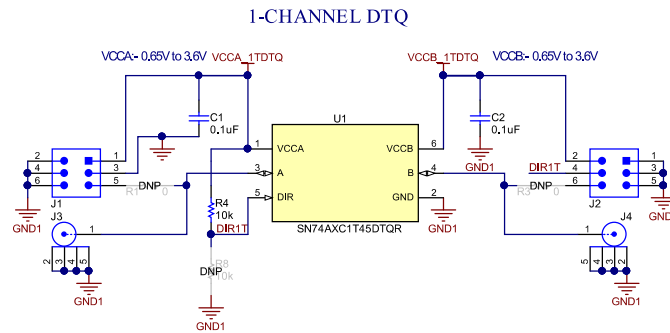 1-CHANNEL DTQ
VCCA:- 0.65V to 3.6V
VCCA_1TDTQ
VCCB_1TDTQ
VCCB:- 0.65V to 3.6V
C1
0.1uF
GND1
U1
C2
0.1uF
GND1
1 VCCA
VCCB 6
3 A
B 4
5 DIR
GND 2
SN74AXC1T45DTQR
GND1
2 1
4 3
6 5
J1
GND1
R1 DNP 0
J3
1
2 3 4 5
GND1
R4
10k
DIR1T
DNP
R8
10k
GND1
DIR1T
2 1
4 3
6 5
J2
GND1
R3 DNP 0
J4
1
2 3 4 5
GND1